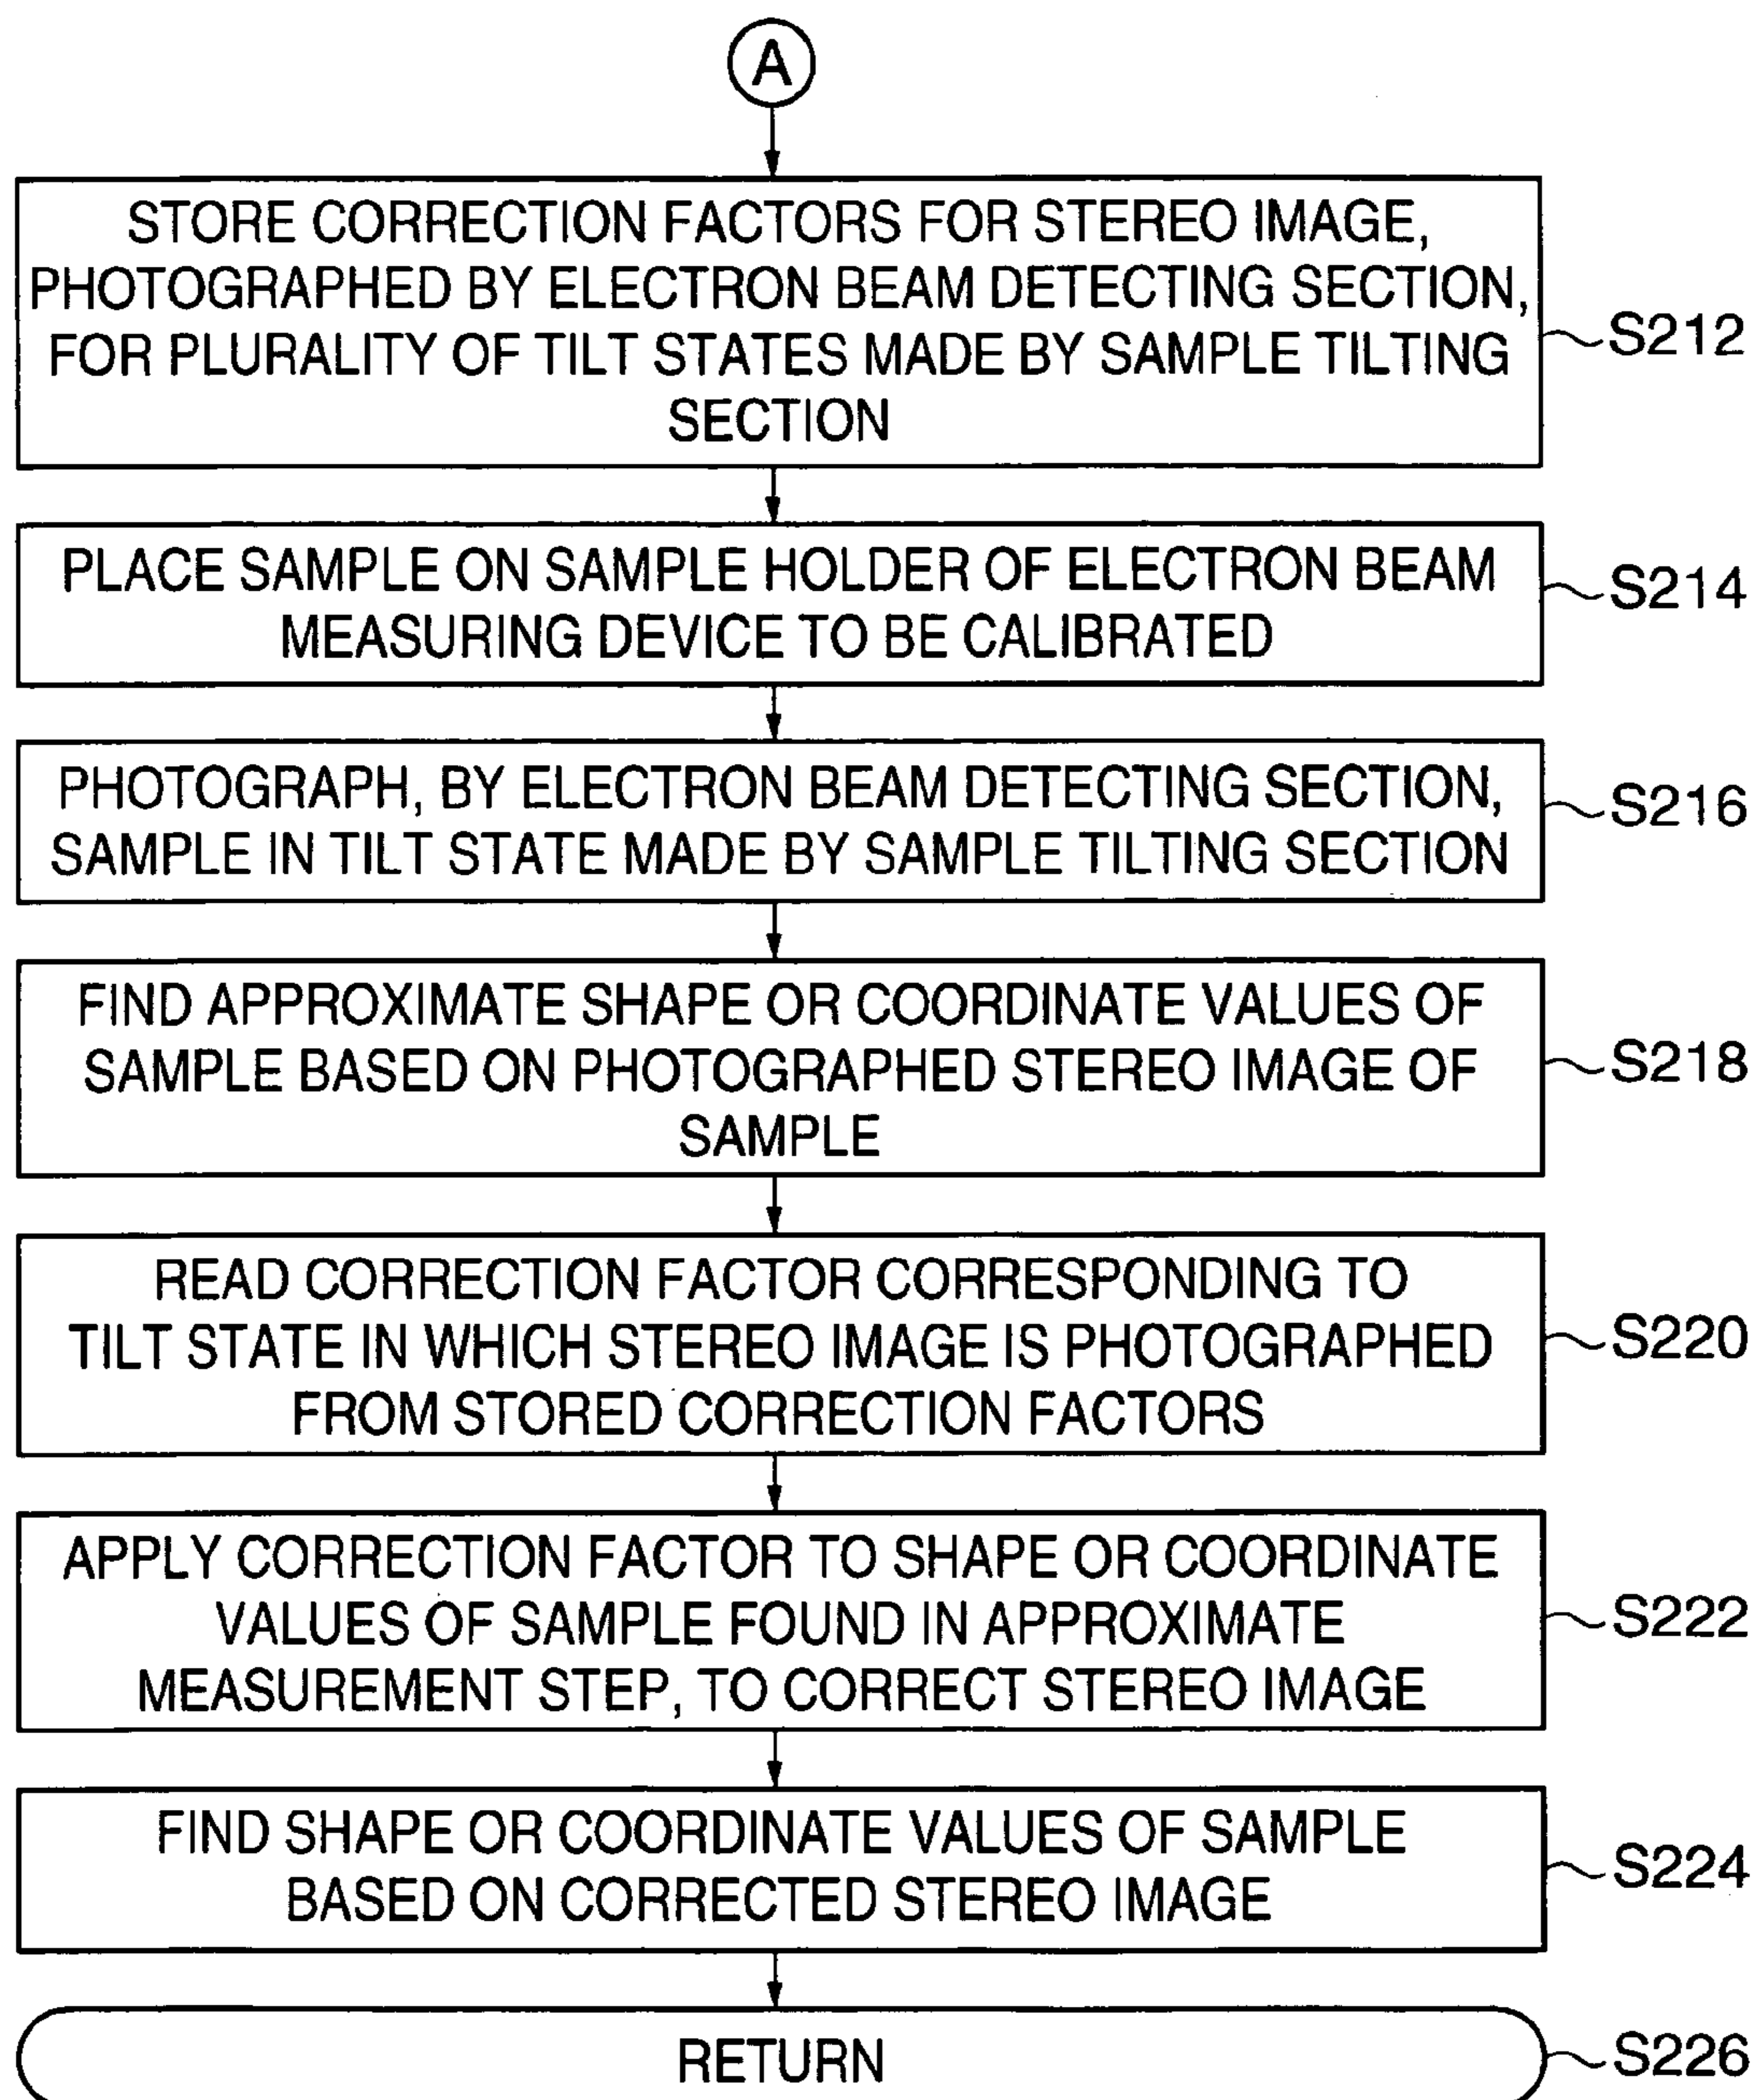 A
STORE CORRECTION FACTORS FOR STEREO IMAGE,
PHOTOGRAPHED BY ELECTRON BEAM DETECTING SECTION,
FOR PLURALITY OF TILT STATES MADE BY SAMPLE TILTING
SECTION
S212
PLACE SAMPLE ON SAMPLE HOLDER OF ELECTRON BEAM
MEASURING DEVICE TO BE CALIBRATED
S214
PHOTOGRAPH, BY ELECTRON BEAM DETECTING SECTION,
SAMPLE IN TILT STATE MADE BY SAMPLE TILTING SECTION
S216
FIND APPROXIMATE SHAPE OR COORDINATE VALUES OF
SAMPLE BASED ON PHOTOGRAPHED STEREO IMAGE OF
SAMPLE
S218
READ CORRECTION FACTOR CORRESPONDING TO
TILT STATE IN WHICH STEREO IMAGE IS PHOTOGRAPHED
FROM STORED CORRECTION FACTORS
S220
APPLY CORRECTION FACTOR TO SHAPE OR COORDINATE
VALUES OF SAMPLE FOUND IN APPROXIMATE
MEASUREMENT STEP, TO CORRECT STEREO IMAGE
S222
FIND SHAPE OR COORDINATE VALUES OF SAMPLE
BASED ON CORRECTED STEREO IMAGE
S224
RETURN
S226